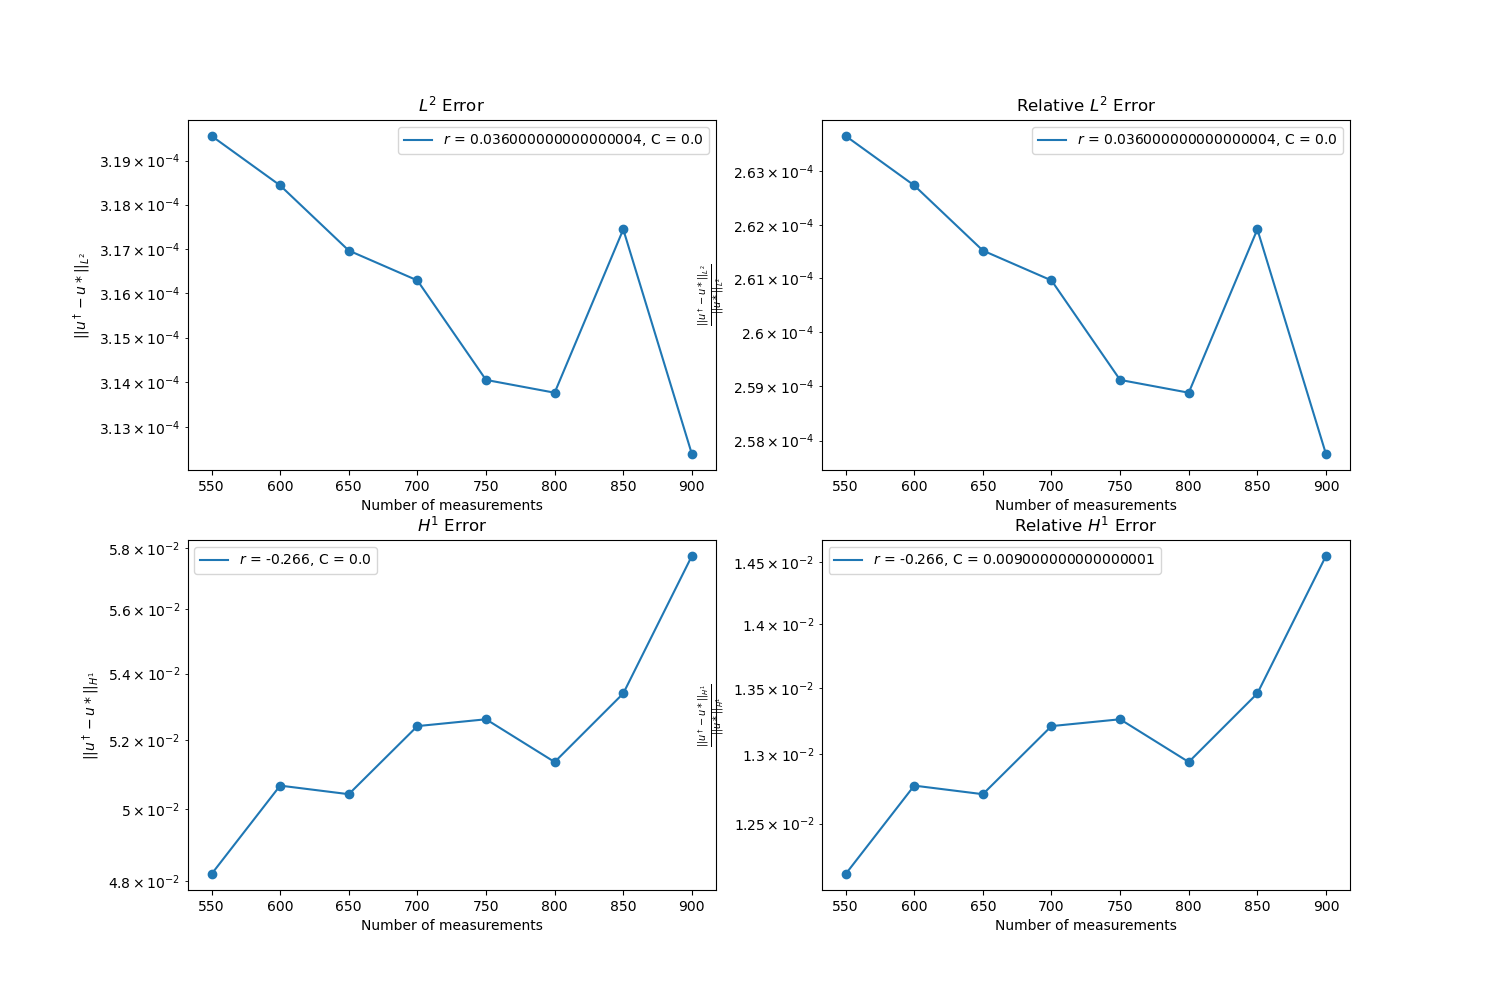 L² Error
r = 0.036000000000000004, C = 0.0
3.19 × 10⁻⁴
3.18 × 10⁻⁴
3.17 × 10⁻⁴
3.16 × 10⁻⁴
3.15 × 10⁻⁴
3.14 × 10⁻⁴
3.13 × 10⁻⁴
||u† − u*||_L²
550 600 650 700 750 800 850 900
Number of measurements
Relative L² Error
r = 0.036000000000000004, C = 0.0
2.63 × 10⁻⁴
2.62 × 10⁻⁴
2.61 × 10⁻⁴
2.6 × 10⁻⁴
2.59 × 10⁻⁴
2.58 × 10⁻⁴
||u† − u*||_L²
||u*||_L²
550 600 650 700 750 800 850 900
Number of measurements
H¹ Error
r = -0.266, C = 0.0
5.8 × 10⁻²
5.6 × 10⁻²
5.4 × 10⁻²
5.2 × 10⁻²
5 × 10⁻²
4.8 × 10⁻²
||u† − u*||_H¹
550 600 650 700 750 800 850 900
Number of measurements
Relative H¹ Error
r = -0.266, C = 0.009000000000000001
1.45 × 10⁻²
1.4 × 10⁻²
1.35 × 10⁻²
1.3 × 10⁻²
1.25 × 10⁻²
||u† − u*||_H¹
||u*||_H¹
550 600 650 700 750 800 850 900
Number of measurements